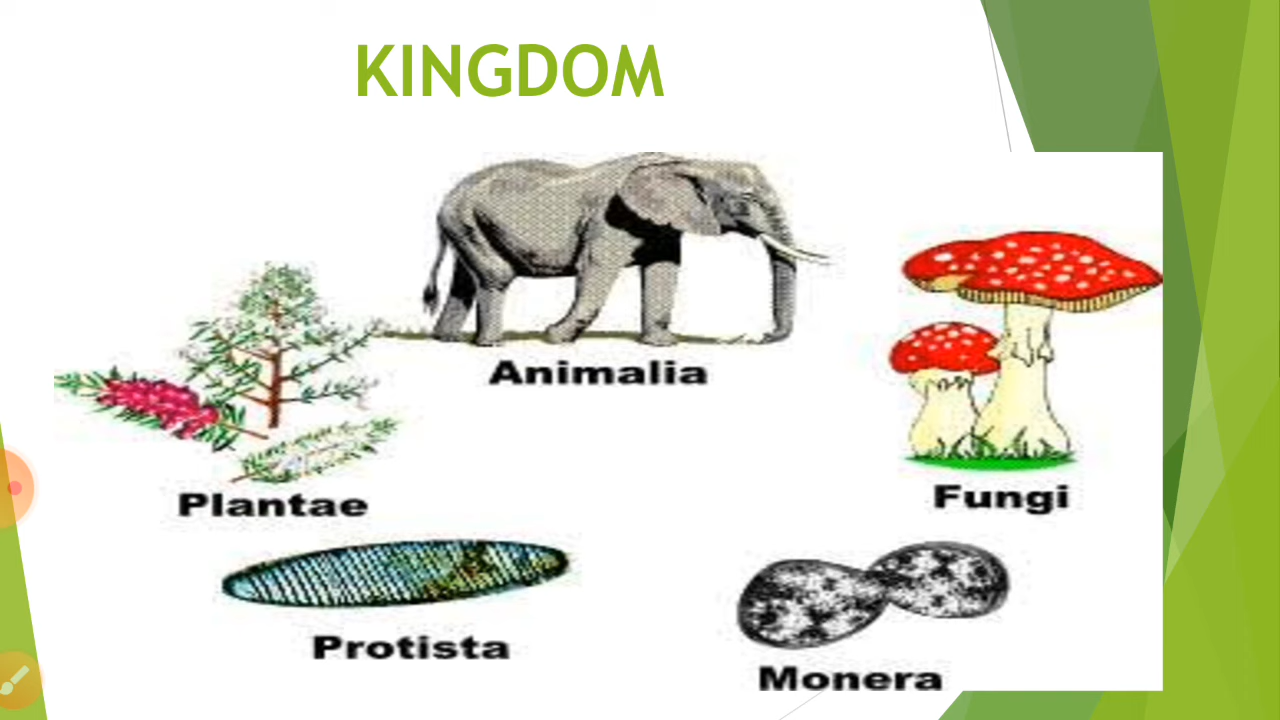 KINGDOM
Animalia
Plantae
Fungi
Protista
Monera